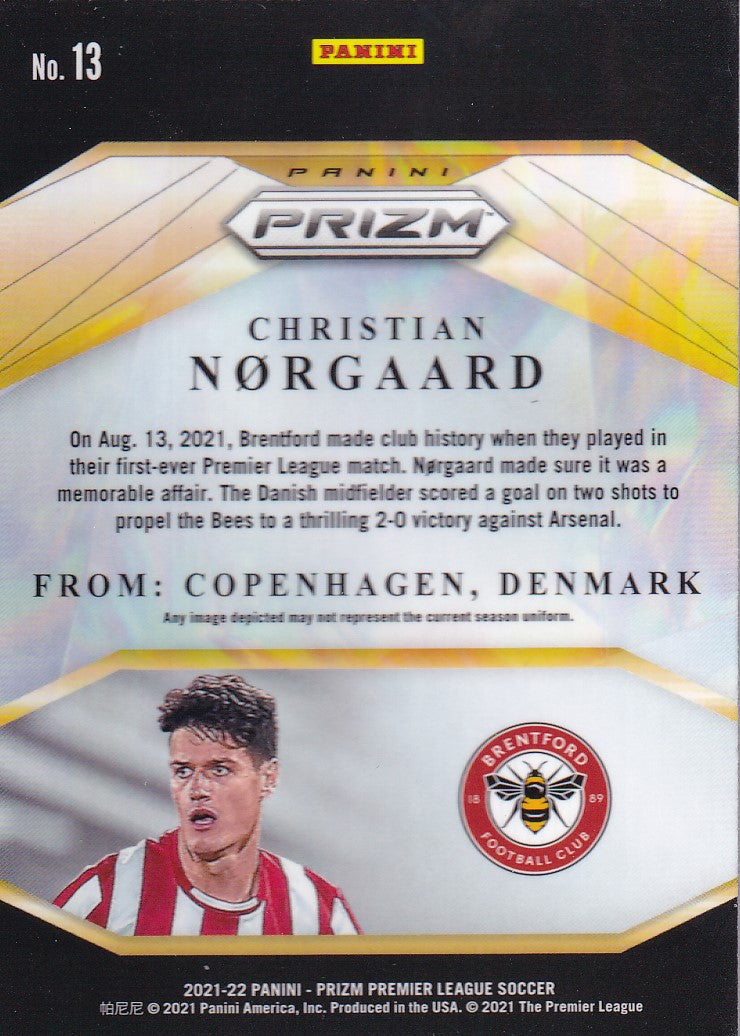 No. 13
PANINI
PANINI
PRIZM™
CHRISTIAN
NØRGAARD
On Aug. 13, 2021, Brentford made club history when they played in
their first-ever Premier League match. Nørgaard made sure it was a
memorable affair. The Danish midfielder scored a goal on two shots to
propel the Bees to a thrilling 2-0 victory against Arsenal.
FROM: COPENHAGEN, DENMARK
Any image depicted may not represent the current season uniform.
BRENTFORD
18 89
FOOTBALL CLUB
2021-22 PANINI - PRIZM PREMIER LEAGUE SOCCER
帕尼尼 © 2021 Panini America, Inc. Produced in the USA. © 2021 The Premier League